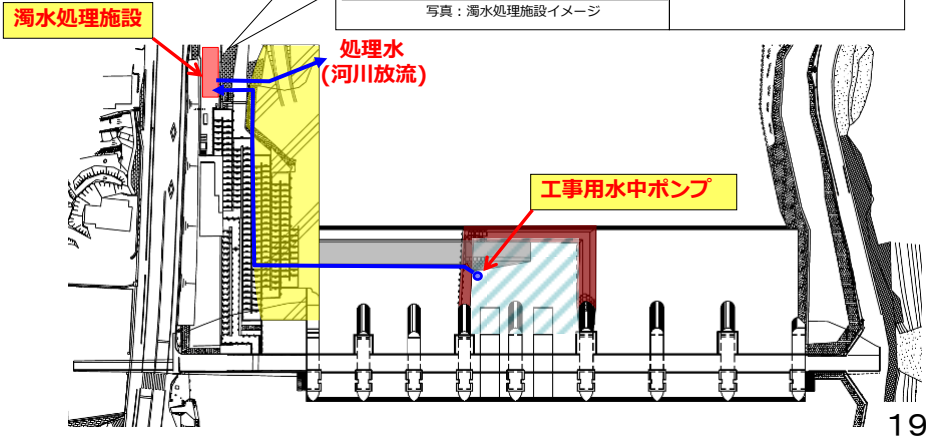 写真：濁水処理施設イメージ
濁水処理施設
処理水
(河川放流)
工事用水中ポンプ
19